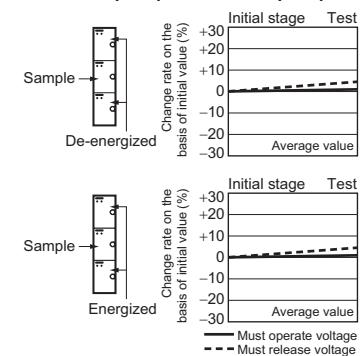 Initial stage Test
Change rate on the
basis of initial value (%)
+30
+20
+10
0
−10
−20
−30
Average value
Sample
De-energized
Initial stage Test
Change rate on the
basis of initial value (%)
+30
+20
+10
0
−10
−20
−30
Average value
Sample
Energized
Must operate voltage
Must release voltage